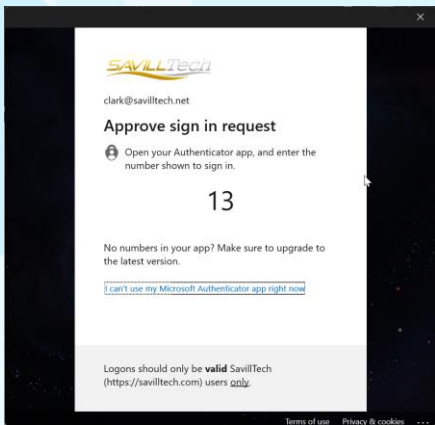 SAVILLTech
clark@savilltech.net
Approve sign in request
Open your Authenticator app, and enter the
number shown to sign in.
13
No numbers in your app? Make sure to upgrade to
the latest version.
I can't use my Microsoft Authenticator app right now
Logons should only be valid SavillTech
(https://savilltech.com) users only.
Terms of use Privacy & cookies ...